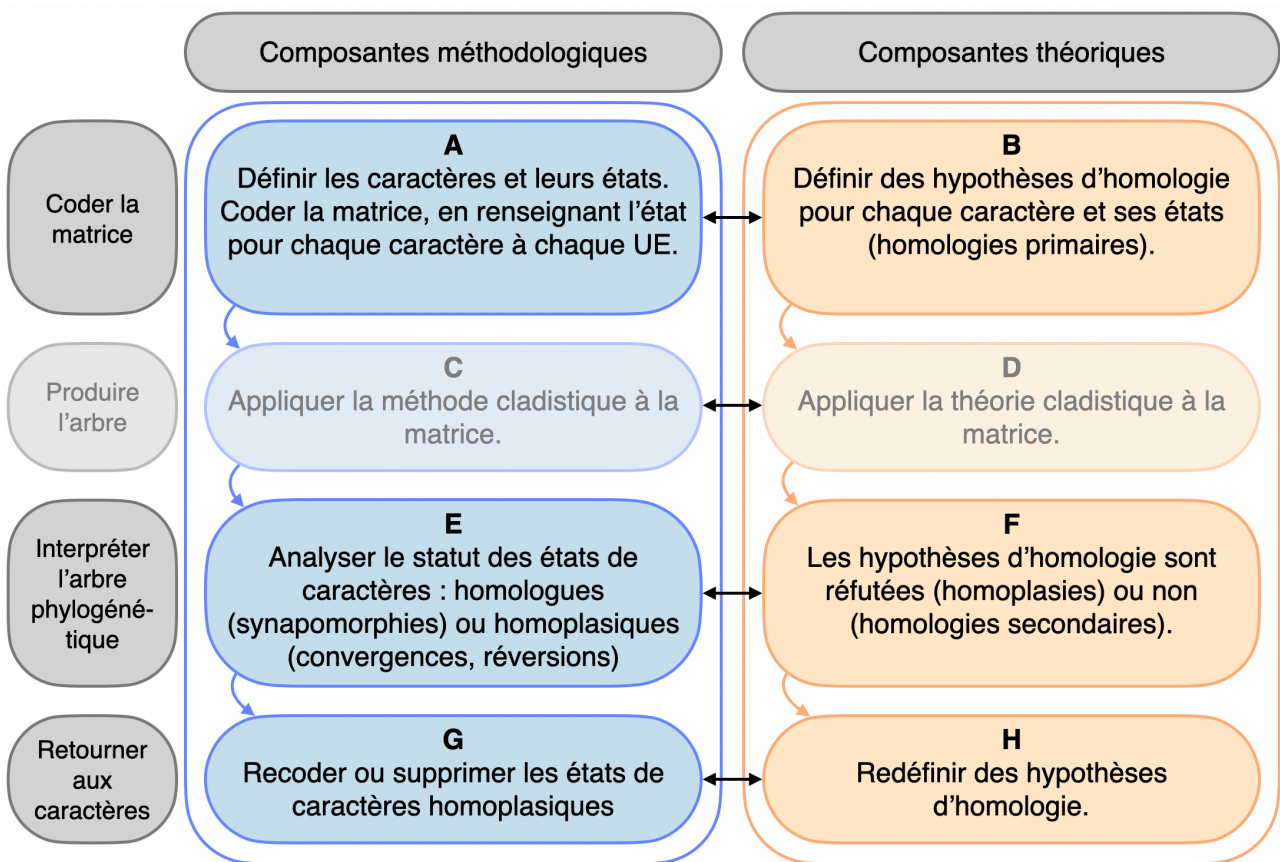 Composantes méthodologiques
Composantes théoriques
Coder la
matrice
A
Définir les caractères et leurs états.
Coder la matrice, en renseignant l’état
pour chaque caractère à chaque UE.
B
Définir des hypothèses d’homologie
pour chaque caractère et ses états
(homologies primaires).
Produire
l’arbre
C
Appliquer la méthode cladistique à la
matrice.
D
Appliquer la théorie cladistique à la
matrice.
Interpréter
l’arbre
phylogéné-
tique
E
Analyser le statut des états de
caractères : homologues
(synapomorphies) ou homoplasiques
(convergences, réversions)
F
Les hypothèses d’homologie sont
réfutées (homoplasies) ou non
(homologies secondaires).
Retourner
aux
caractères
G
Recoder ou supprimer les états de
caractères homoplasiques
H
Redéfinir des hypothèses
d’homologie.